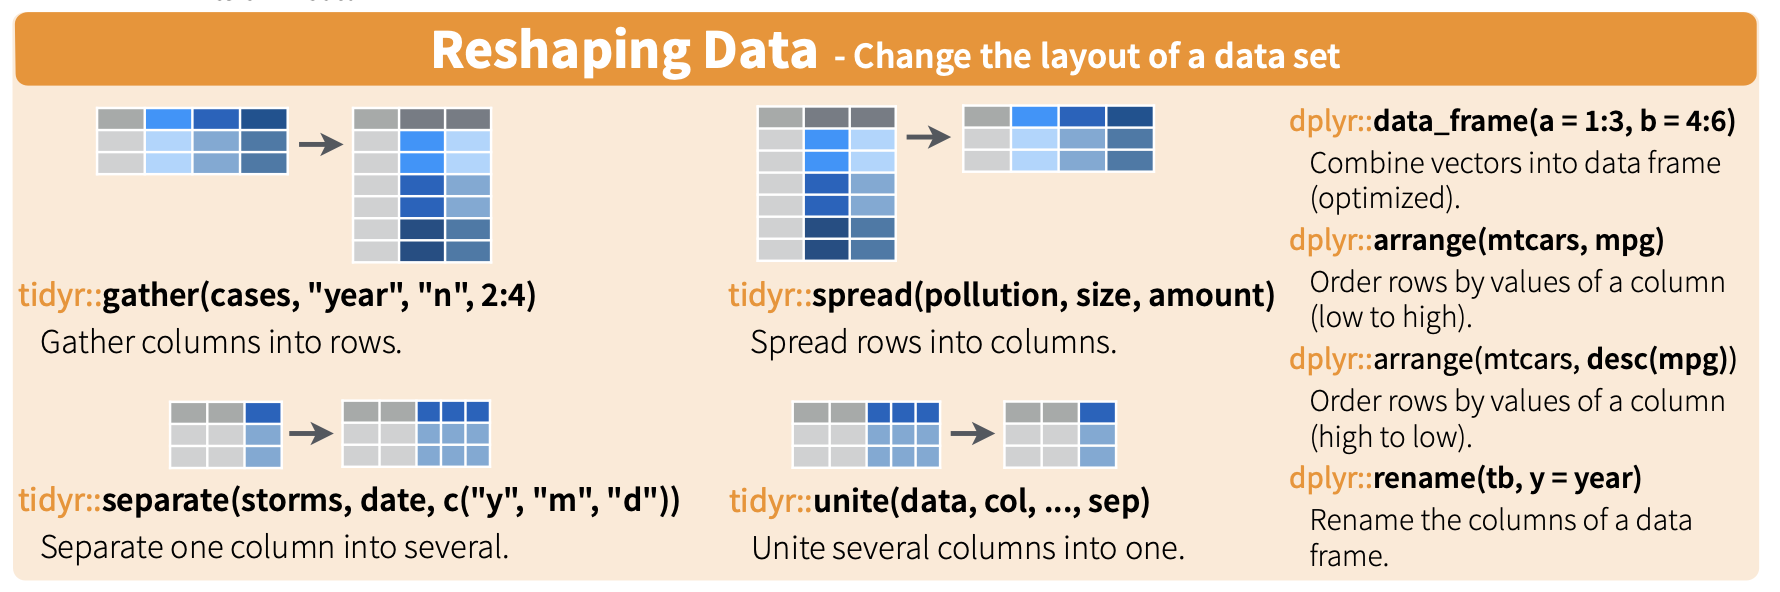 Reshaping Data - Change the layout of a data set
tidyr::gather(cases, "year", "n", 2:4)
Gather columns into rows.
tidyr::spread(pollution, size, amount)
Spread rows into columns.
tidyr::separate(storms, date, c("y", "m", "d"))
Separate one column into several.
tidyr::unite(data, col, ..., sep)
Unite several columns into one.
dplyr::data_frame(a = 1:3, b = 4:6)
Combine vectors into data frame
(optimized).
dplyr::arrange(mtcars, mpg)
Order rows by values of a column
(low to high).
dplyr::arrange(mtcars, desc(mpg))
Order rows by values of a column
(high to low).
dplyr::rename(tb, y = year)
Rename the columns of a data
frame.